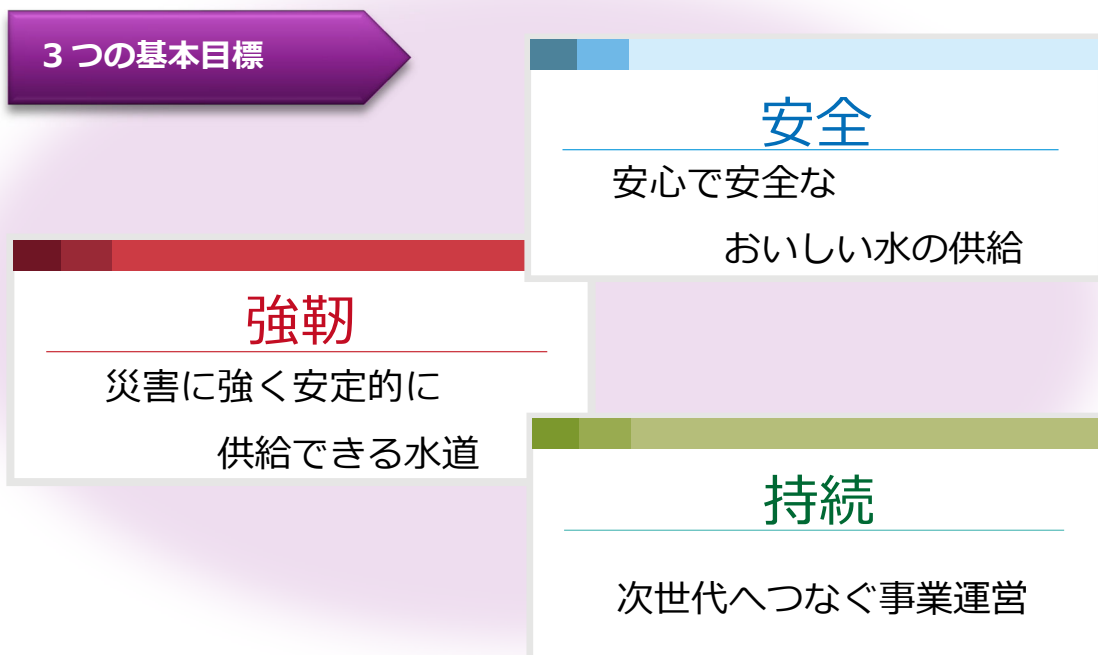 ３つの基本目標
安全
安心で安全な
おいしい水の供給
強靭
災害に強く安定的に
供給できる水道
持続
次世代へつなぐ事業運営